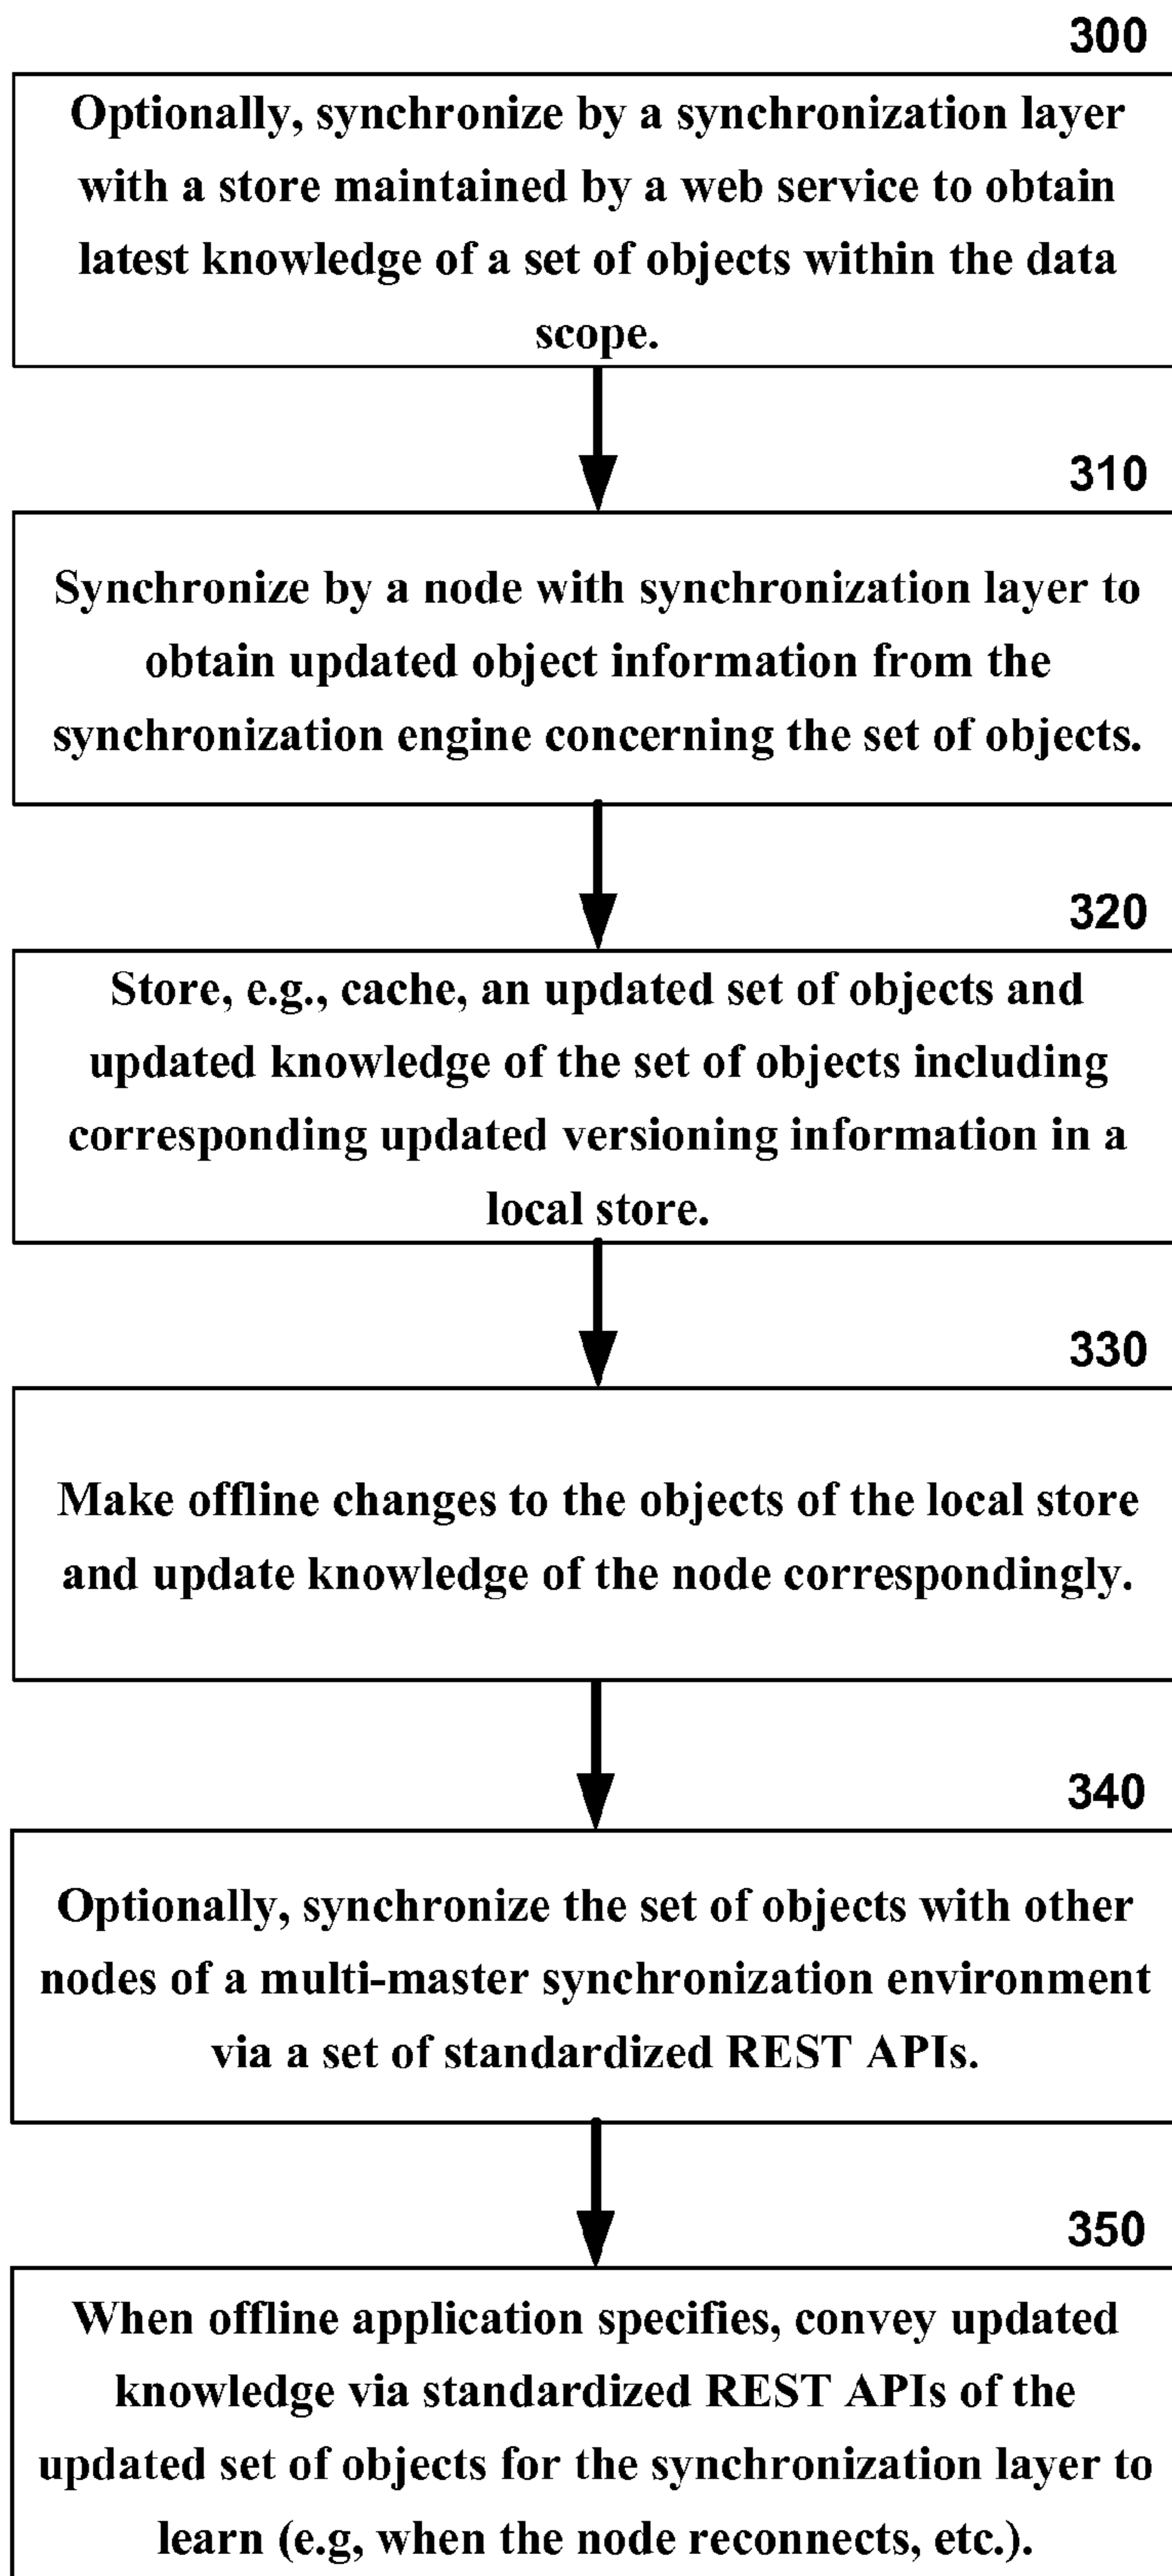 300
Optionally, synchronize by a synchronization layer
with a store maintained by a web service to obtain
latest knowledge of a set of objects within the data
scope.
310
Synchronize by a node with synchronization layer to
obtain updated object information from the
synchronization engine concerning the set of objects.
320
Store, e.g., cache, an updated set of objects and
updated knowledge of the set of objects including
corresponding updated versioning information in a
local store.
330
Make offline changes to the objects of the local store
and update knowledge of the node correspondingly.
340
Optionally, synchronize the set of objects with other
nodes of a multi-master synchronization environment
via a set of standardized REST APIs.
350
When offline application specifies, convey updated
knowledge via standardized REST APIs of the
updated set of objects for the synchronization layer to
learn (e.g, when the node reconnects, etc.).